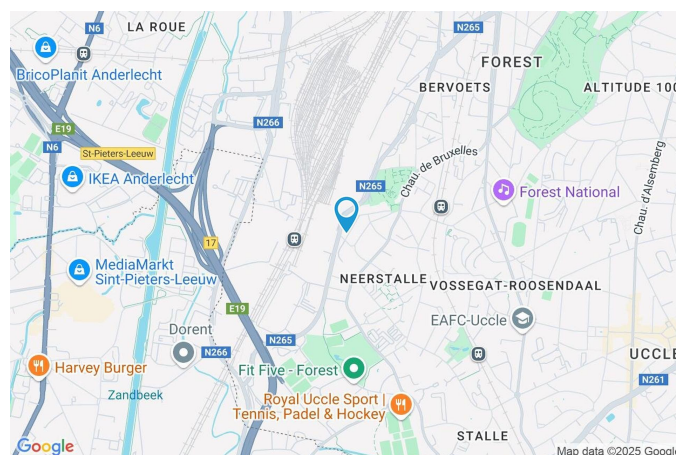 N6
LA ROUE
N265
BricoPlanit Anderlecht
FOREST
BERVOETS
ALTITUDE 100
E19
N266
N6
St-Pieters-Leeuw
Chau. de Bruxelles
N265
IKEA Anderlecht
Forest National
Chau. d'Alsemberg
17
MediaMarkt
Sint-Pieters-Leeuw
NEERSTALLE
VOSSEGAT-ROOSENDAAL
E19
EAFC-Uccle
Dorent
N265
N266
UCCLE
Harvey Burger
Fit Five - Forest
N261
Zandbeek
Royal Uccle Sport |
Tennis, Padel & Hockey
STALLE
Google
Map data ©2025 Google